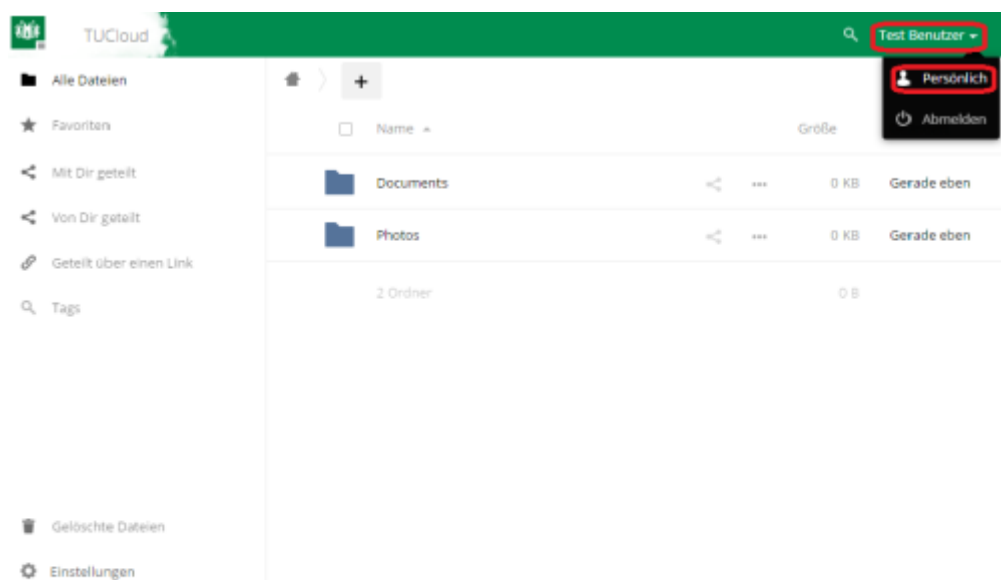 TUCloud
Test Benutzer
Alle Dateien
Persönlich
Favoriten
Name
Größe
Abmelden
Mit Dir geteilt
Documents
0 KB
Gerade eben
Von Dir geteilt
Photos
0 KB
Gerade eben
Geteilt über einen Link
2 Ordner
0 B
Tags
Gelöschte Dateien
Einstellungen